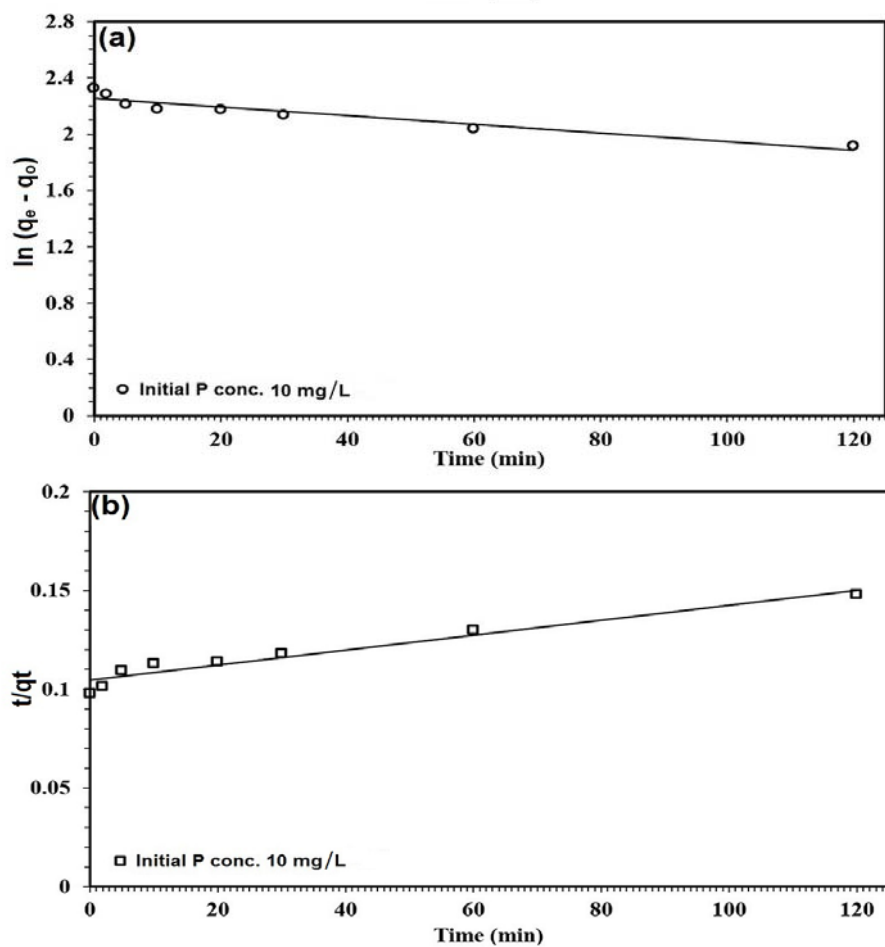 (a)
2.8
2.4
2
1.6
1.2
0.8
0.4
0
ln (qe - qo)
Initial P conc. 10 mg/L
0 20 40 60 80 100 120
Time (min)
(b)
0.2
0.15
0.1
0.05
0
t/qt
Initial P conc. 10 mg/L
0 20 40 60 80 100 120
Time (min)